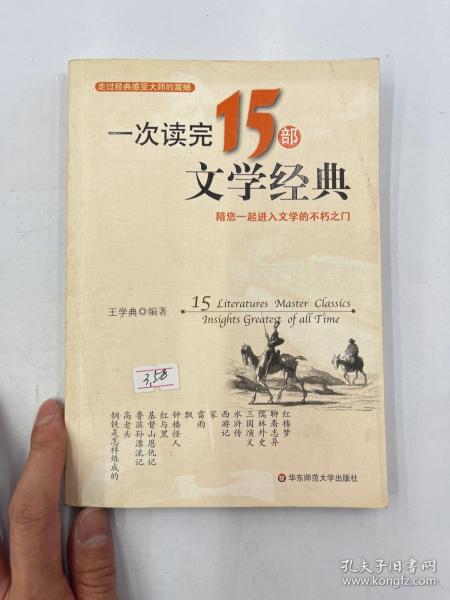 走过经典感受大师的震撼
一次读完15部
文学经典
陪您一起进入文学的不朽之门
王学典◎编著
15 Literatures Master Classics
Insights Greatest of all Time
3.50
红楼梦
聊斋志异
儒林外史
三国演义
水浒传
西游记
家
雷雨
飘
钟楼怪人
红与黑
基督山恩仇记
鲁滨孙漂流记
高老头
钢铁是怎样炼成的
华东师范大学出版社
孔夫子旧书网
www.kongfz.com